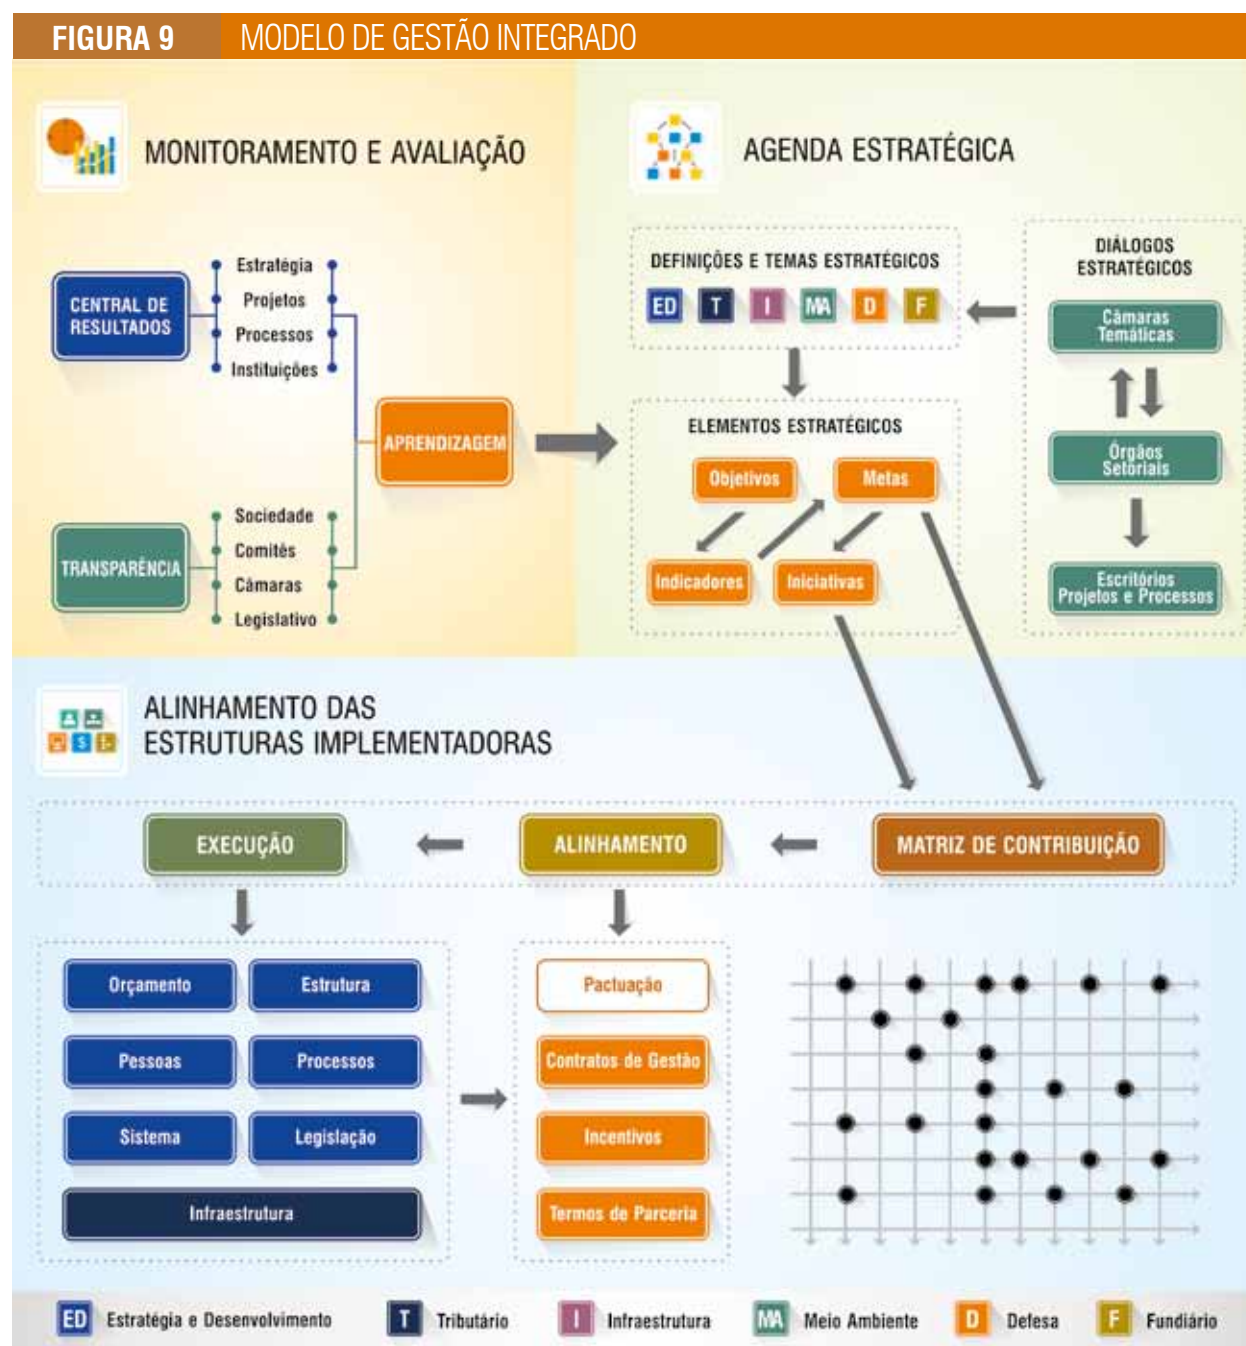 FIGURA 9 MODELO DE GESTÃO INTEGRADO
MONITORAMENTO E AVALIAÇÃO
CENTRAL DE
RESULTADOS
Estratégia
Projetos
Processos
Instituições
APRENDIZAGEM
TRANSPARÊNCIA
Sociedade
Comitês
Câmaras
Legislativo
AGENDA ESTRATÉGICA
DEFINIÇÕES E TEMAS ESTRATÉGICOS
ED T I MA D F
ELEMENTOS ESTRATÉGICOS
Objetivos
Metas
Indicadores
Iniciativas
DIÁLOGOS
ESTRATÉGICOS
Câmaras
Temáticas
Órgãos
Setoriais
Escritórios
Projetos e Processos
ALINHAMENTO DAS
ESTRUTURAS IMPLEMENTADORAS
EXECUÇÃO
ALINHAMENTO
MATRIZ DE CONTRIBUIÇÃO
Orçamento
Estrutura
Pessoas
Processos
Sistema
Legislação
Infraestrutura
Pactuação
Contratos de Gestão
Incentivos
Termos de Parceria
ED Estratégia e Desenvolvimento
T Tributário
I Infraestrutura
MA Meio Ambiente
D Defesa
F Fundiário